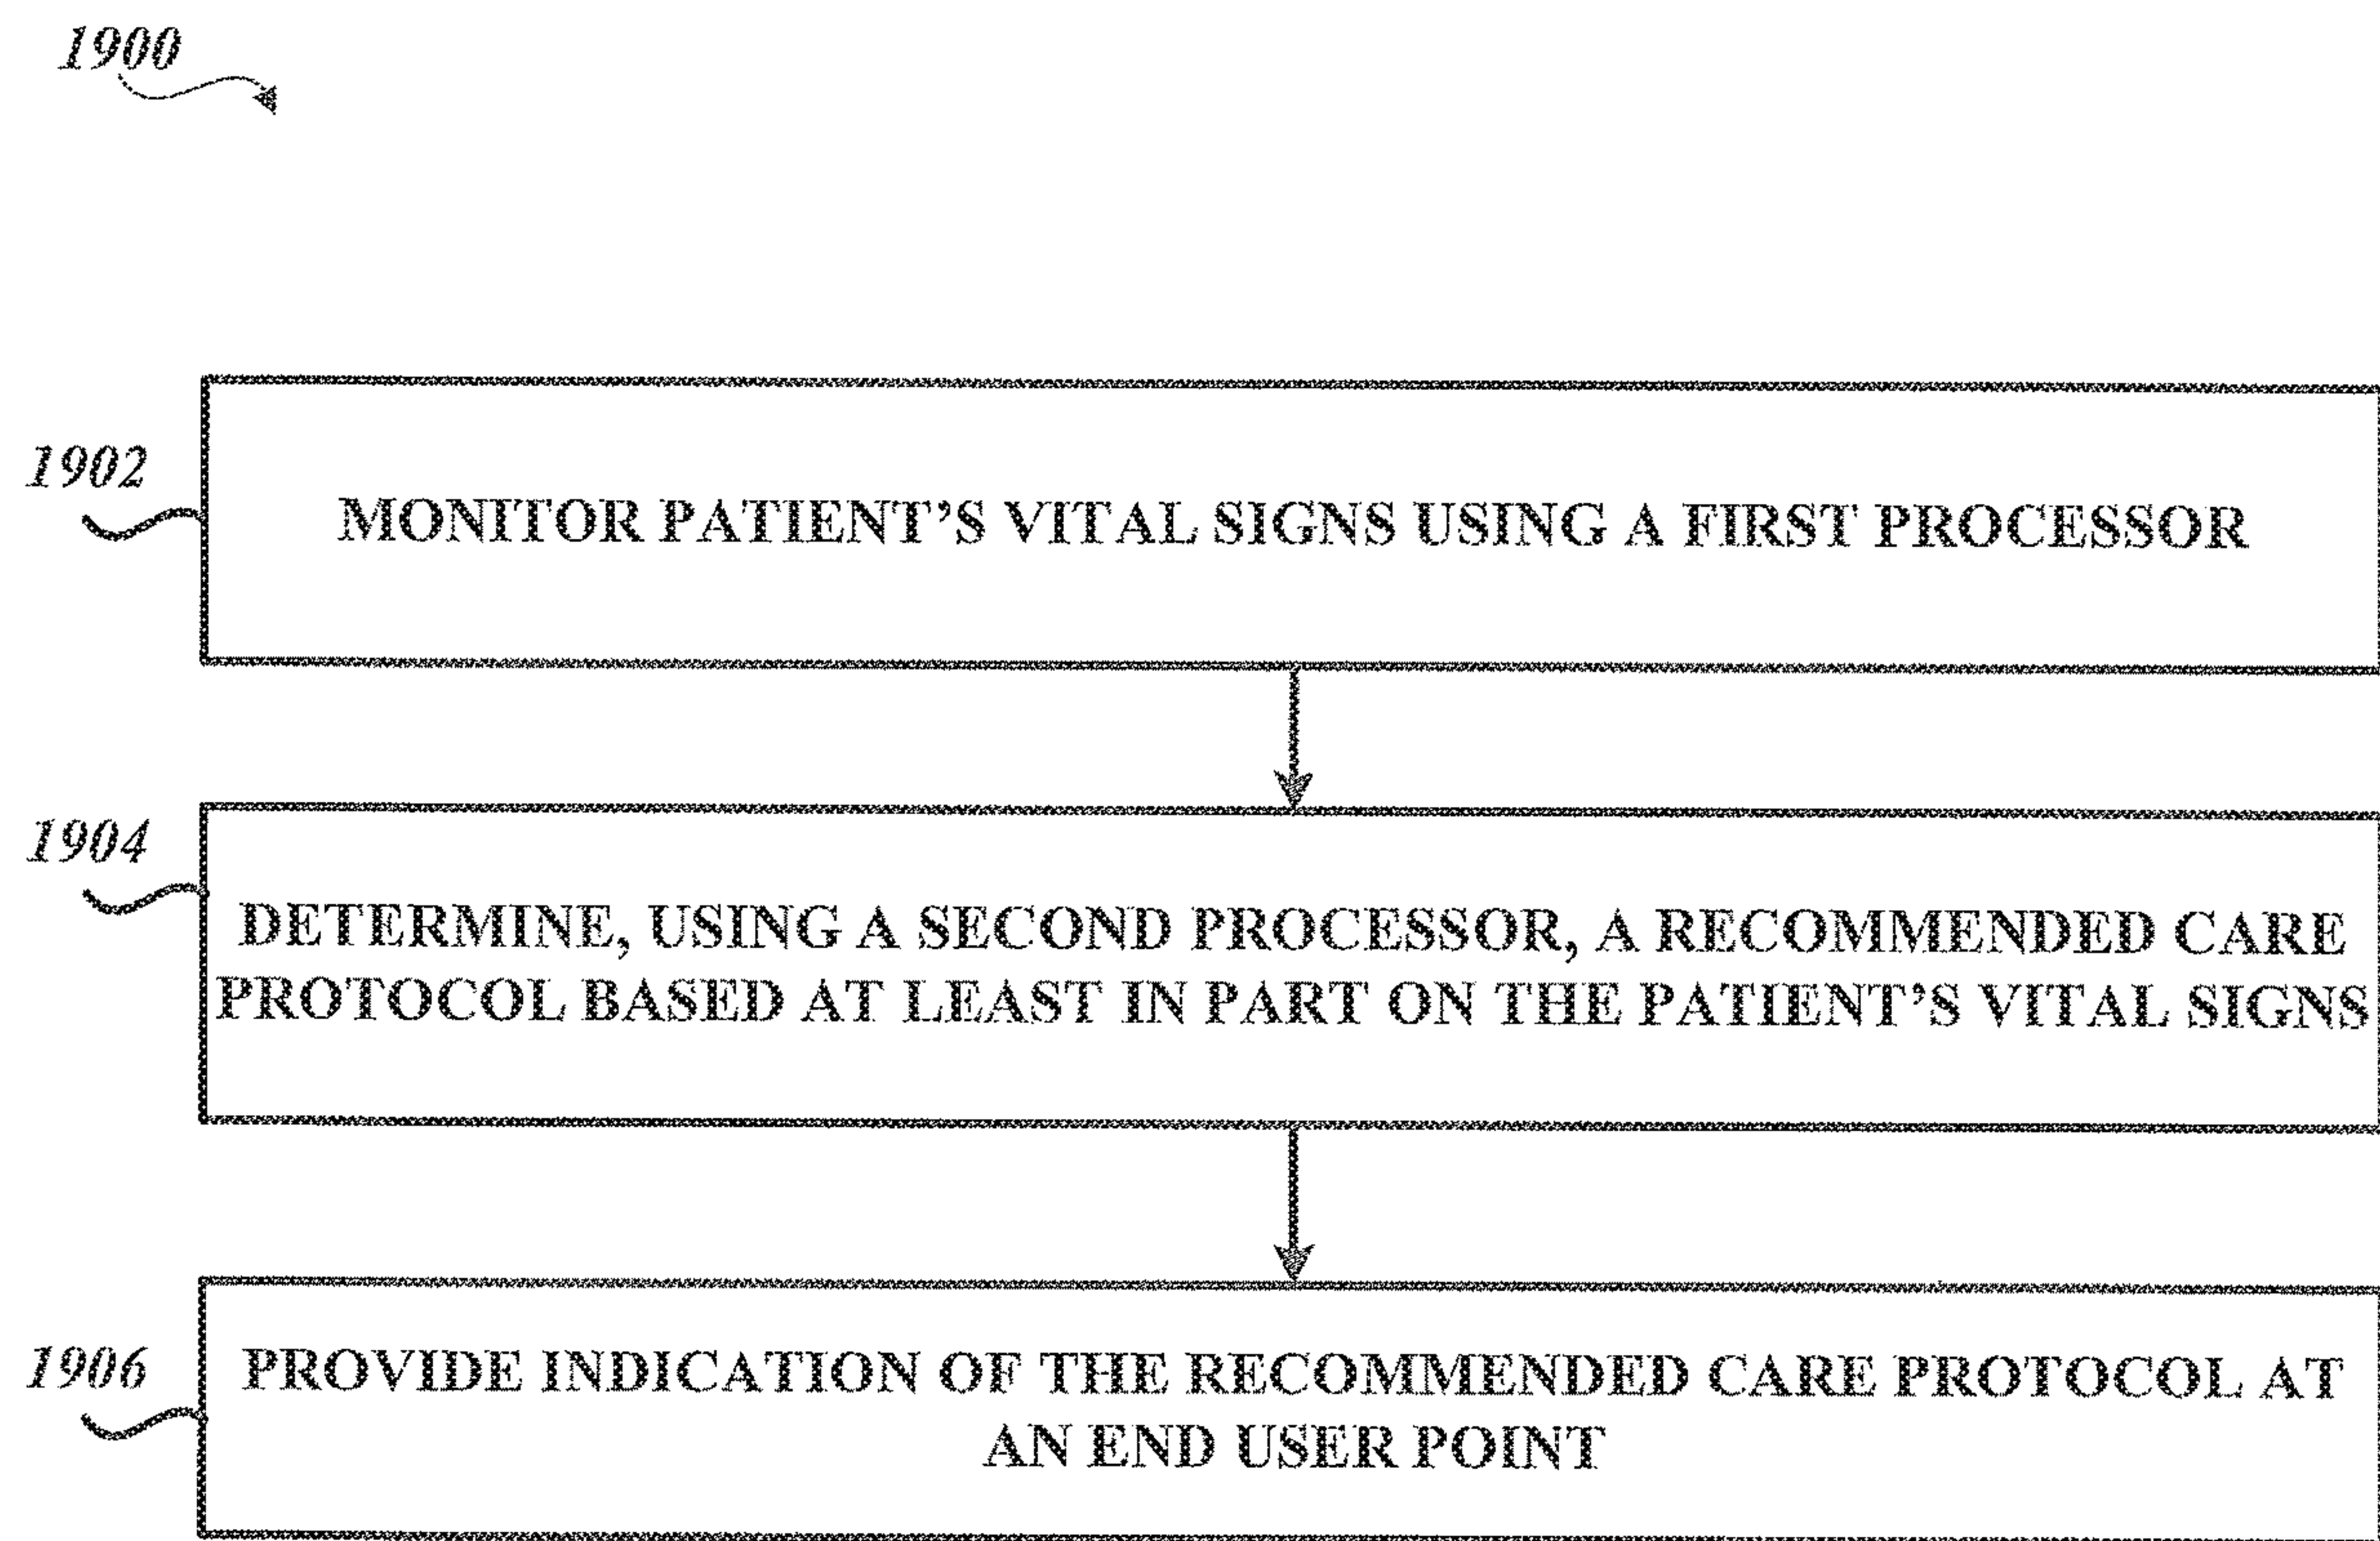 1900
1902
MONITOR PATIENT’S VITAL SIGNS USING A FIRST PROCESSOR
1904
DETERMINE, USING A SECOND PROCESSOR, A RECOMMENDED CARE
PROTOCOL BASED AT LEAST IN PART ON THE PATIENT’S VITAL SIGNS
1906
PROVIDE INDICATION OF THE RECOMMENDED CARE PROTOCOL AT
AN END USER POINT